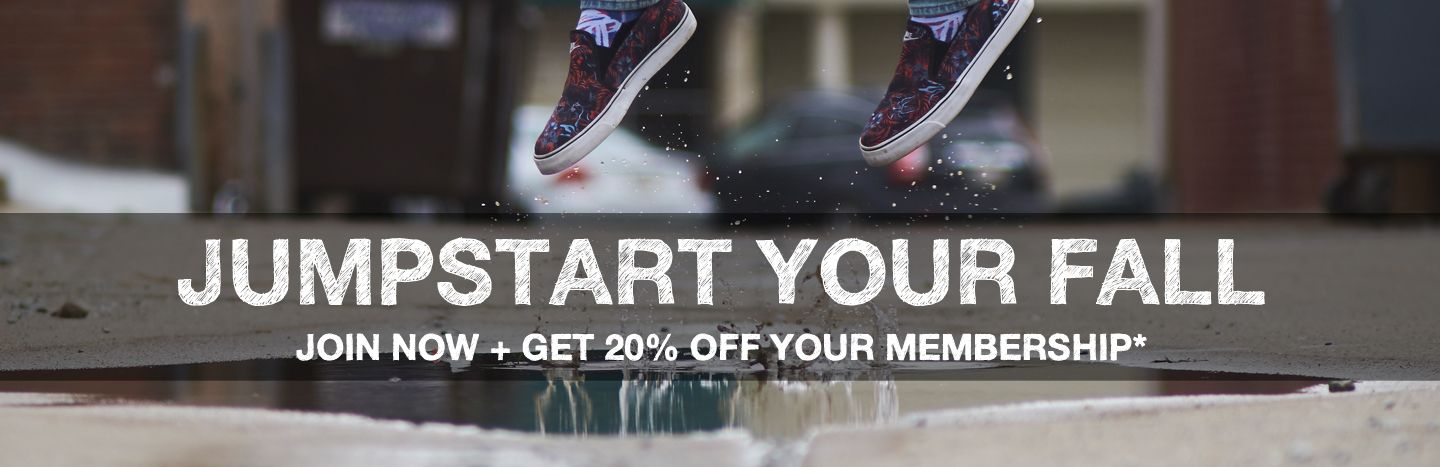 JUMPSTART YOUR FALL
JOIN NOW + GET 20% OFF YOUR MEMBERSHIP*